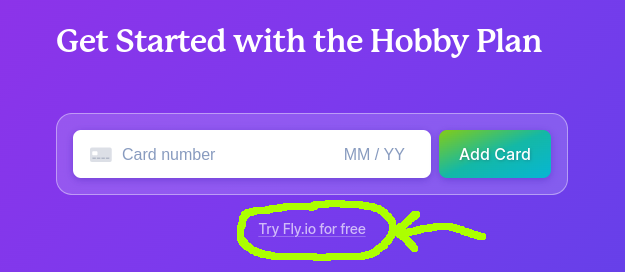 Get Started with the Hobby Plan
Card number MM / YY Add Card
Try Fly.io for free